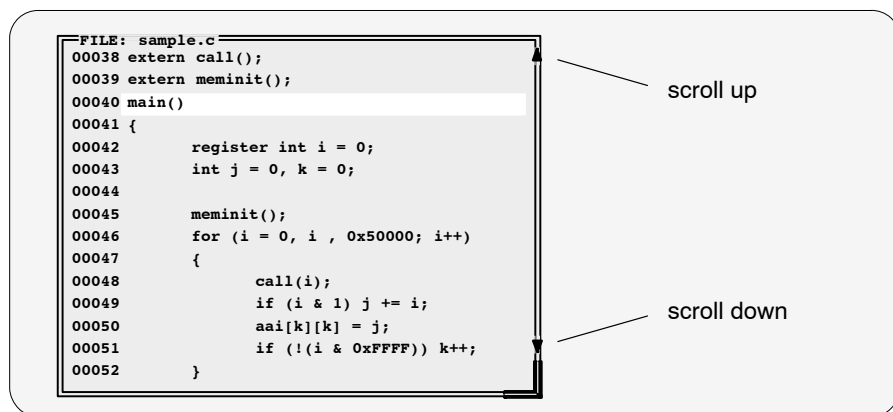 FILE: sample.c
00038 extern call();
00039 extern meminit();
00040 main()
00041 {
00042 register int i = 0;
00043 int j = 0, k = 0;
00044
00045 meminit();
00046 for (i = 0, i , 0x50000; i++)
00047 {
00048 call(i);
00049 if (i & 1) j += i;
00050 aai[k][k] = j;
00051 if (!(i & 0xFFFF)) k++;
00052 }
scroll up
scroll down